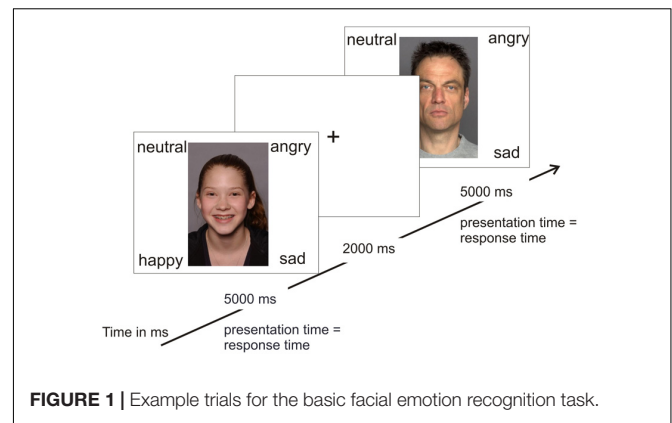 neutral angry
sad
+
neutral angry
happy sad
5000 ms
presentation time =
response time
2000 ms
5000 ms
presentation time =
response time
Time in ms
FIGURE 1 | Example trials for the basic facial emotion recognition task.